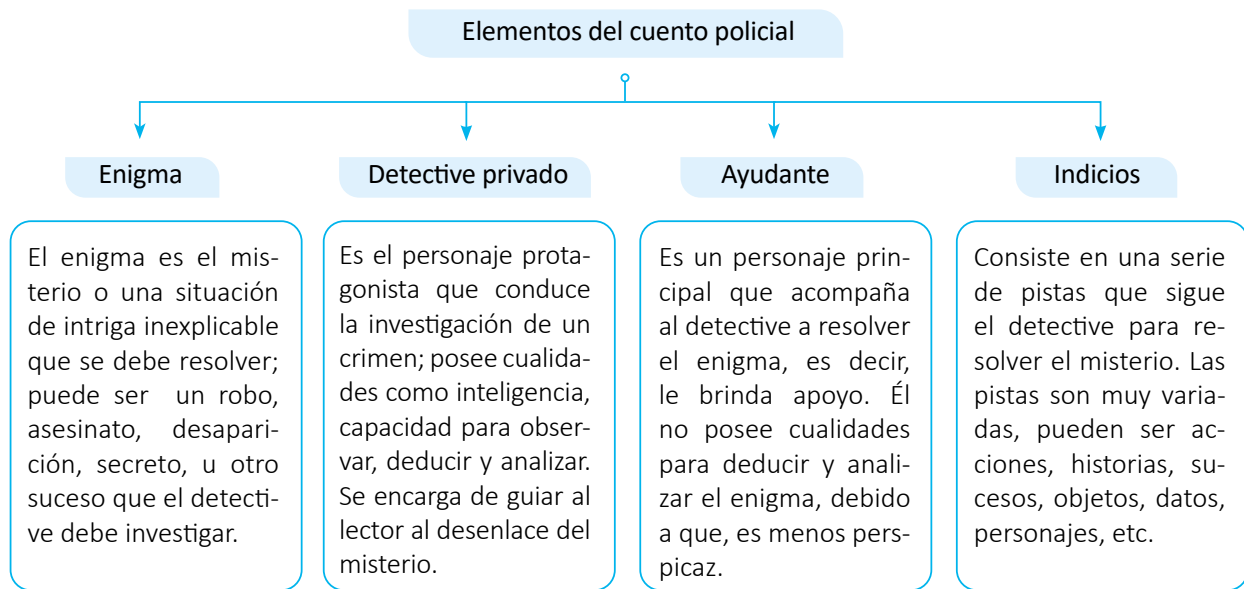 Elementos del cuento policial
Enigma
El enigma es el mis-
terio o una situación
de intriga inexplicable
que se debe resolver;
puede ser un robo,
asesinato, desapari-
ción, secreto, u otro
suceso que el detecti-
ve debe investigar.
Detective privado
Es el personaje prota-
gonista que conduce
la investigación de un
crimen; posee cualida-
des como inteligencia,
capacidad para obser-
var, deducir y analizar.
Se encarga de guiar al
lector al desenlace del
misterio.
Ayudante
Es un personaje prin-
cipal que acompaña
al detective a resolver
el enigma, es decir,
le brinda apoyo. Él
no posee cualidades
para deducir y anali-
zar el enigma, debido
a que, es menos pers-
picaz.
Indicios
Consiste en una serie
de pistas que sigue
el detective para re-
solver el misterio. Las
pistas son muy varia-
das, pueden ser ac-
ciones, historias, su-
cesos, objetos, datos,
personajes, etc.